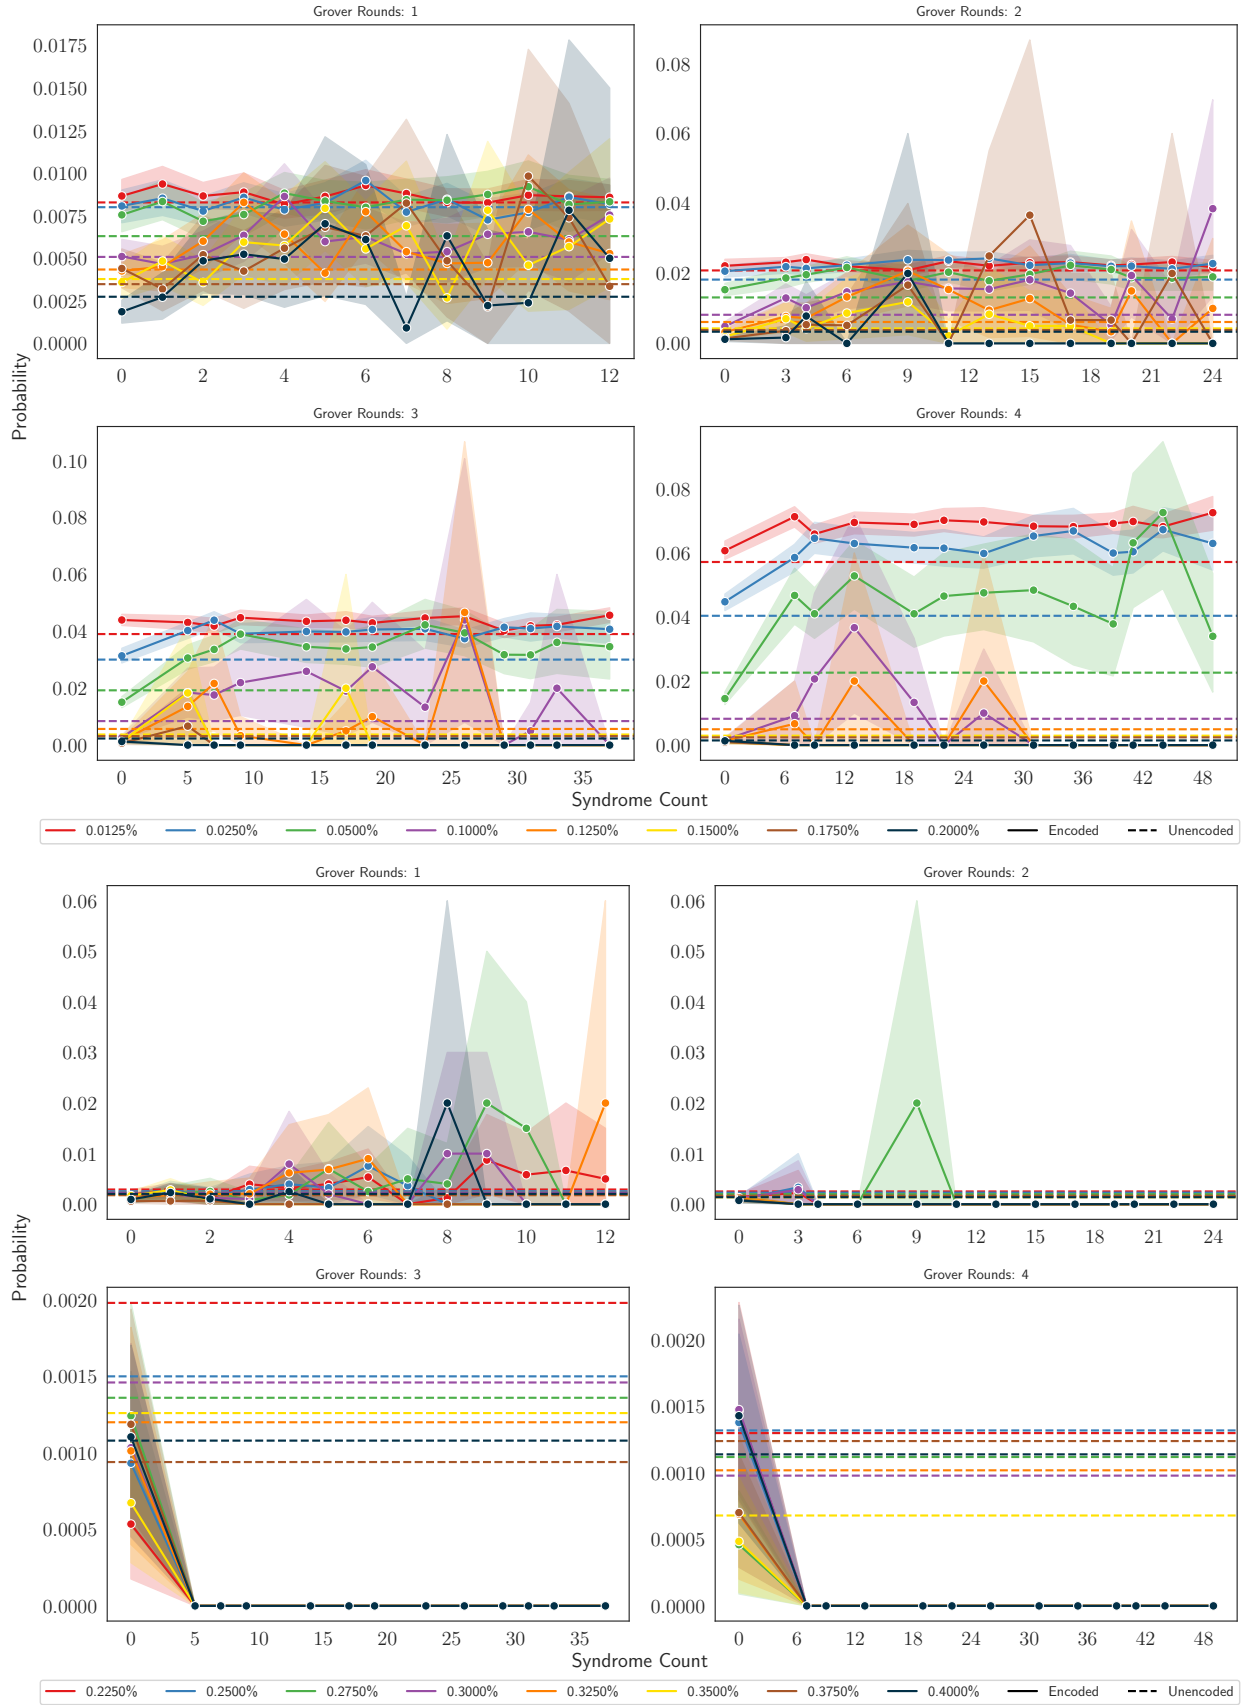 Grover Rounds: 1
Grover Rounds: 2
0.0175
0.0150
0.0125
0.0100
0.0075
0.0050
0.0025
0.0000
0 2 4 6 8 10 12
0.08
0.06
0.04
0.02
0.00
0 3 6 9 12 15 18 21 24
Probability
Grover Rounds: 3
Grover Rounds: 4
0.10
0.08
0.06
0.04
0.02
0.00
0 5 10 15 20 25 30 35
0.08
0.06
0.04
0.02
0.00
0 6 12 18 24 30 36 42 48
Syndrome Count
0.0125% 0.0250% 0.0500% 0.1000% 0.1250% 0.1500% 0.1750% 0.2000% Encoded Unencoded
Grover Rounds: 1
Grover Rounds: 2
0.06
0.05
0.04
0.03
0.02
0.01
0.00
0 2 4 6 8 10 12
0.06
0.05
0.04
0.03
0.02
0.01
0.00
0 3 6 9 12 15 18 21 24
Probability
Grover Rounds: 3
Grover Rounds: 4
0.0020
0.0015
0.0010
0.0005
0.0000
0 5 10 15 20 25 30 35
0.0020
0.0015
0.0010
0.0005
0.0000
0 6 12 18 24 30 36 42 48
Syndrome Count
0.2250% 0.2500% 0.2750% 0.3000% 0.3250% 0.3500% 0.3750% 0.4000% Encoded Unencoded